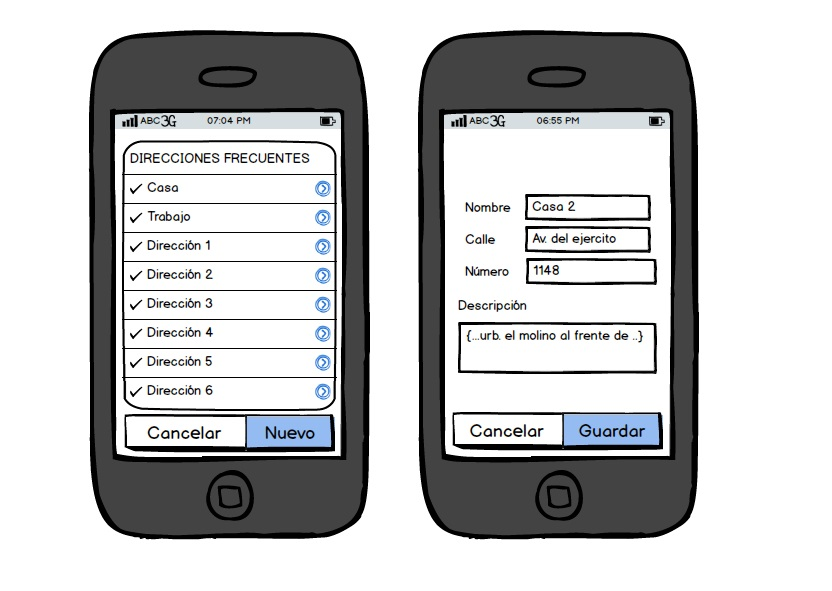 ABC 3G 07:04 PM
DIRECCIONES FRECUENTES
Casa
Trabajo
Dirección 1
Dirección 2
Dirección 3
Dirección 4
Dirección 5
Dirección 6
Cancelar Nuevo
ABC 3G 06:55 PM
Nombre Casa 2
Calle Av. del ejercito
Número 1148
Descripción
{...urb. el molino al frente de ..}
Cancelar Guardar